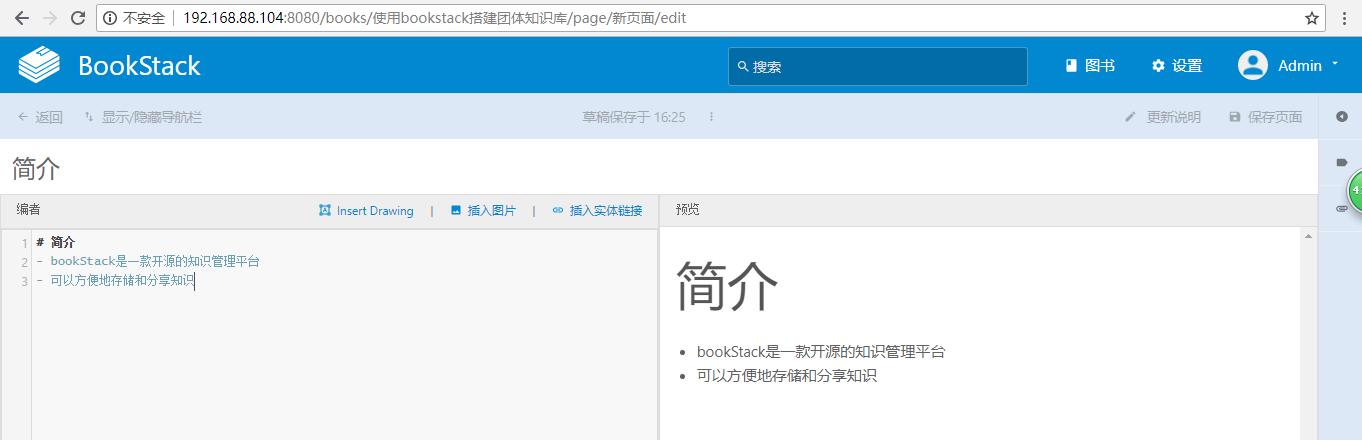 不安全 192.168.88.104:8080/books/使用bookstack搭建团体知识库/page/新页面/edit
BookStack 搜索 图书 设置 Admin
返回 显示/隐藏导航栏 草稿保存于 16:25 更新说明 保存页面
简介
编者 Insert Drawing | 插入图片 | 插入实体链接 预览
1 # 简介
2 - bookStack是一款开源的知识管理平台
3 - 可以方便地存储和分享知识
简介
• bookStack是一款开源的知识管理平台
• 可以方便地存储和分享知识